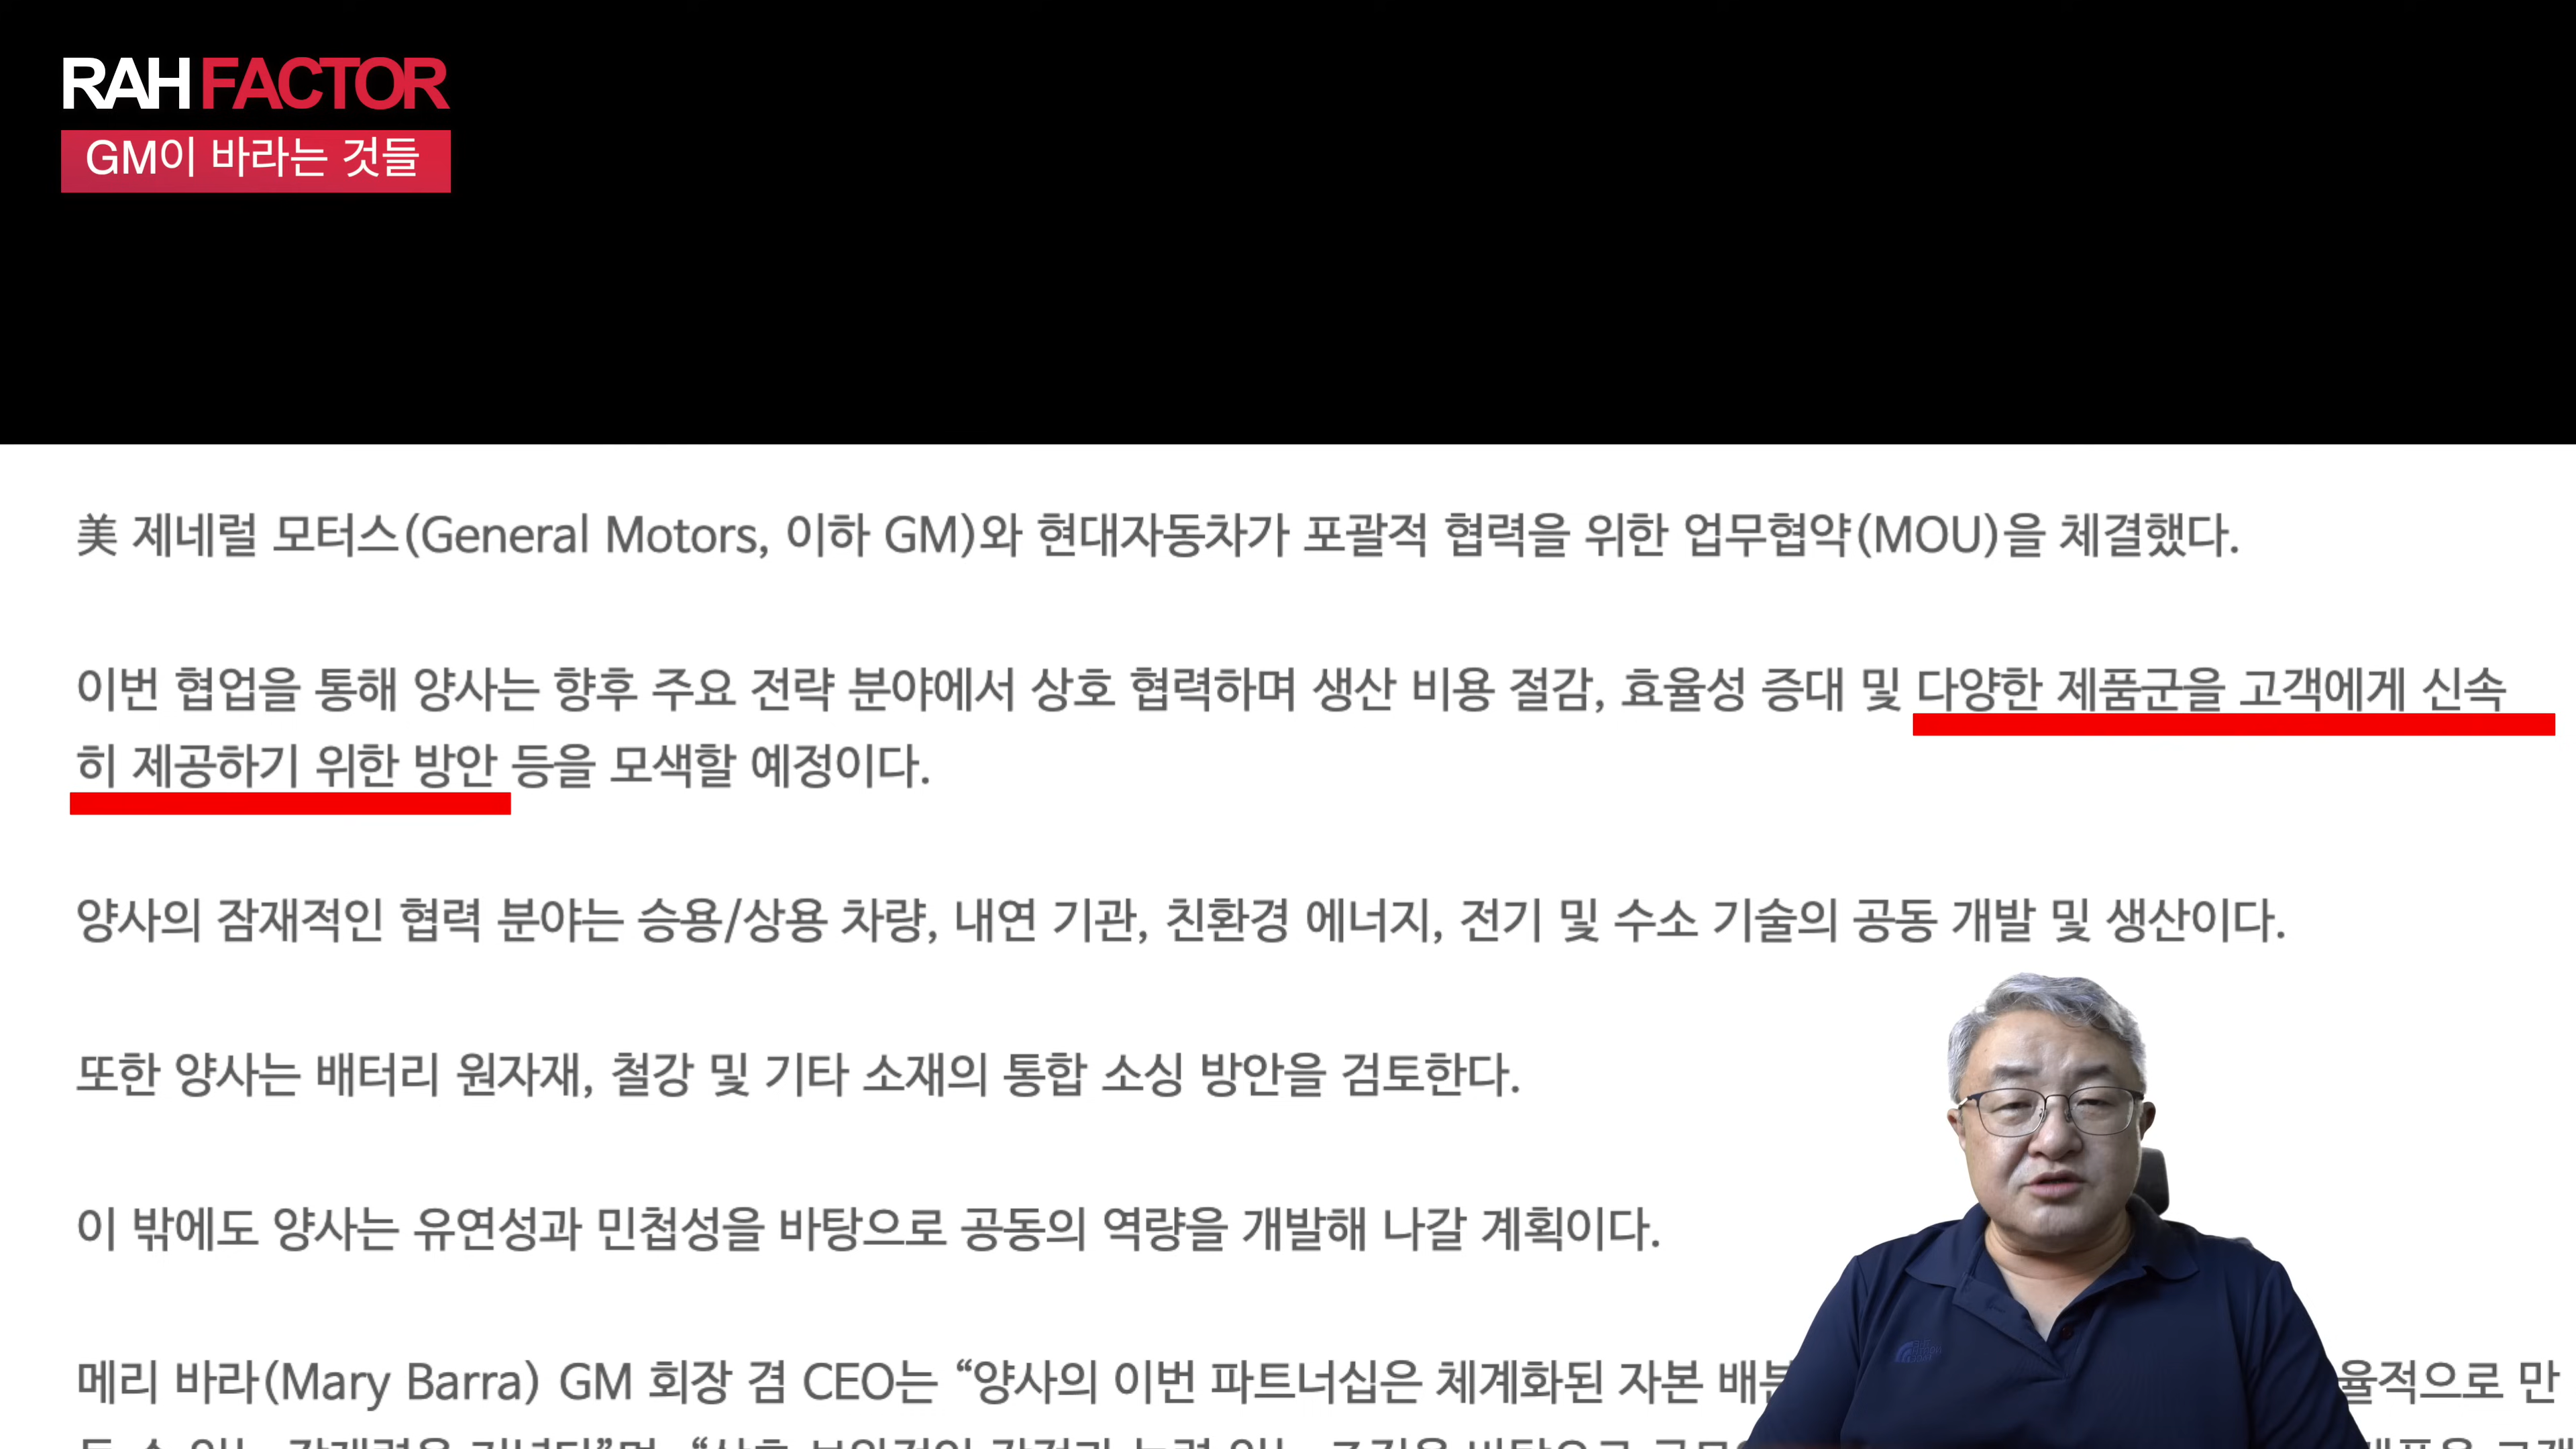 RAH FACTOR
GM이 바라는 것들
美 제네럴 모터스(General Motors, 이하 GM)와 현대자동차가 포괄적 협력을 위한 업무협약(MOU)을 체결했다.
이번 협업을 통해 양사는 향후 주요 전략 분야에서 상호 협력하며 생산 비용 절감, 효율성 증대 및 다양한 제품군을 고객에게 신속
히 제공하기 위한 방안 등을 모색할 예정이다.
양사의 잠재적인 협력 분야는 승용/상용 차량, 내연 기관, 친환경 에너지, 전기 및 수소 기술의 공동 개발 및 생산이다.
또한 양사는 배터리 원자재, 철강 및 기타 소재의 통합 소싱 방안을 검토한다.
이 밖에도 양사는 유연성과 민첩성을 바탕으로 공동의 역량을 개발해 나갈 계획이다.
메리 바라(Mary Barra) GM 회장 겸 CEO는 “양사의 이번 파트너십은 체계화된 자본 율적으로 만